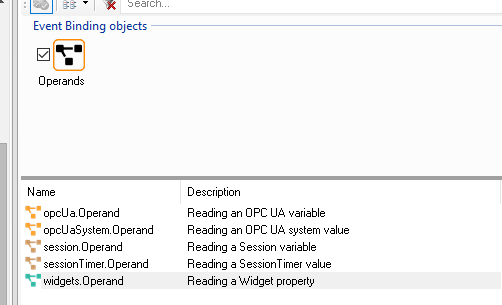 Search...
Event Binding objects
Operands
Name Description
opcUa.Operand Reading an OPC UA variable
opcUaSystem.Operand Reading an OPC UA system value
session.Operand Reading a Session variable
sessionTimer.Operand Reading a SessionTimer value
widgets.Operand Reading a Widget property